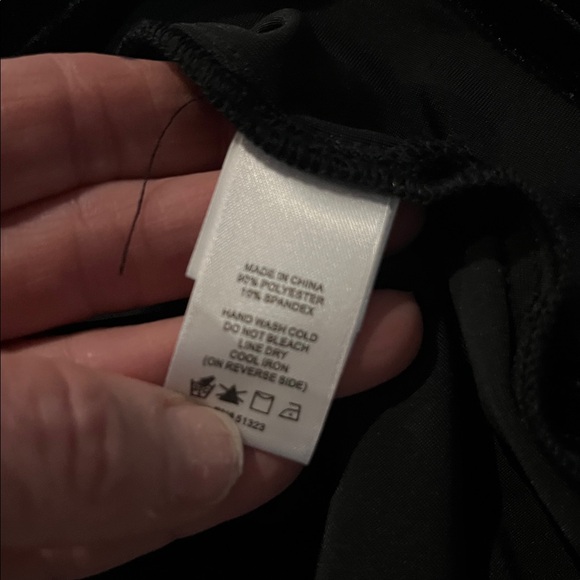 MADE IN CHINA
90% POLYESTER
10% SPANDEX
HAND WASH COLD
DO NOT BLEACH
LINE DRY
COOL IRON
(ON REVERSE SIDE)
51323